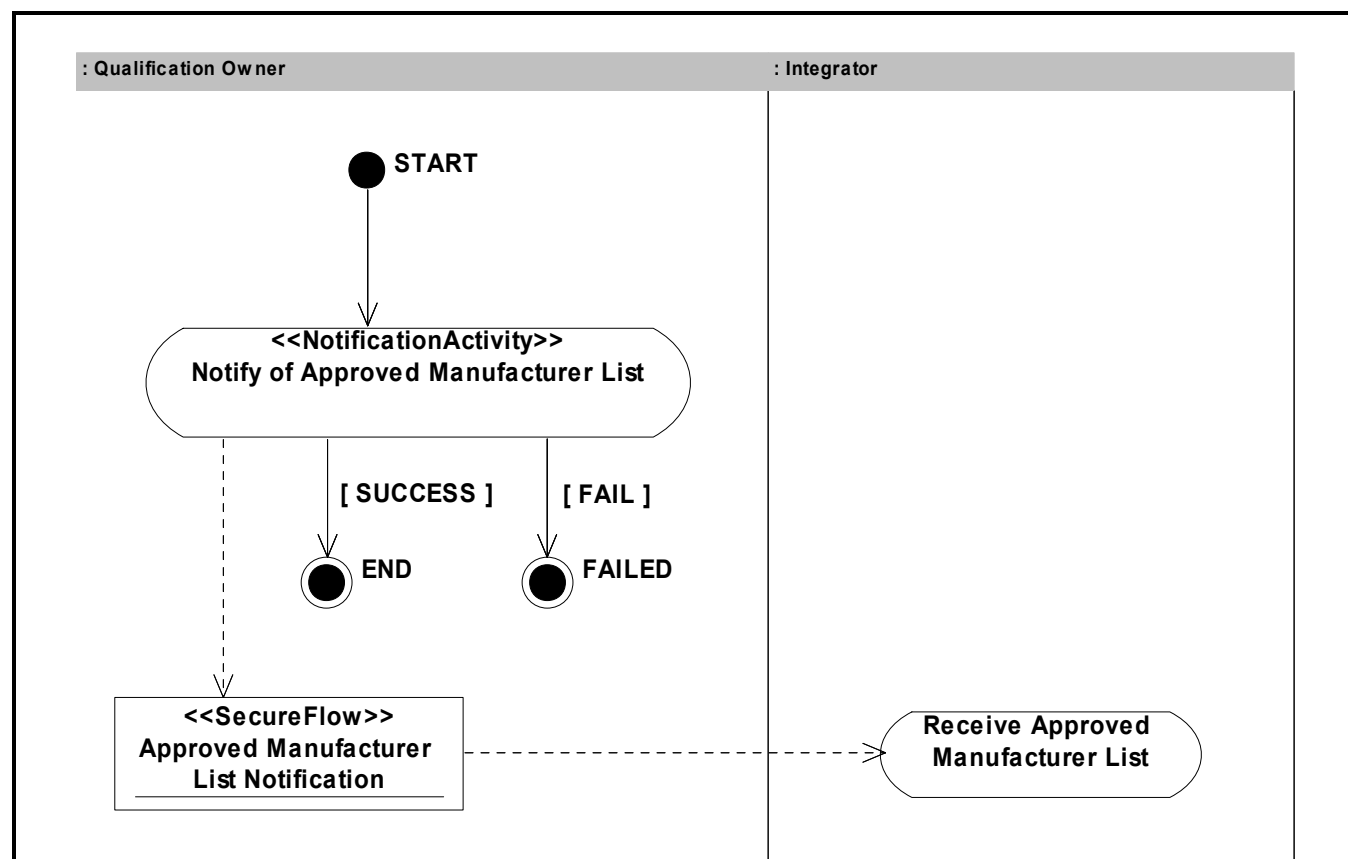 : Qualification Owner
: Integrator
START
<<NotificationActivity>>
Notify of Approved Manufacturer List
[ SUCCESS ]
[ FAIL ]
END
FAILED
<<SecureFlow>>
Approved Manufacturer
List Notification
Receive Approved
Manufacturer List